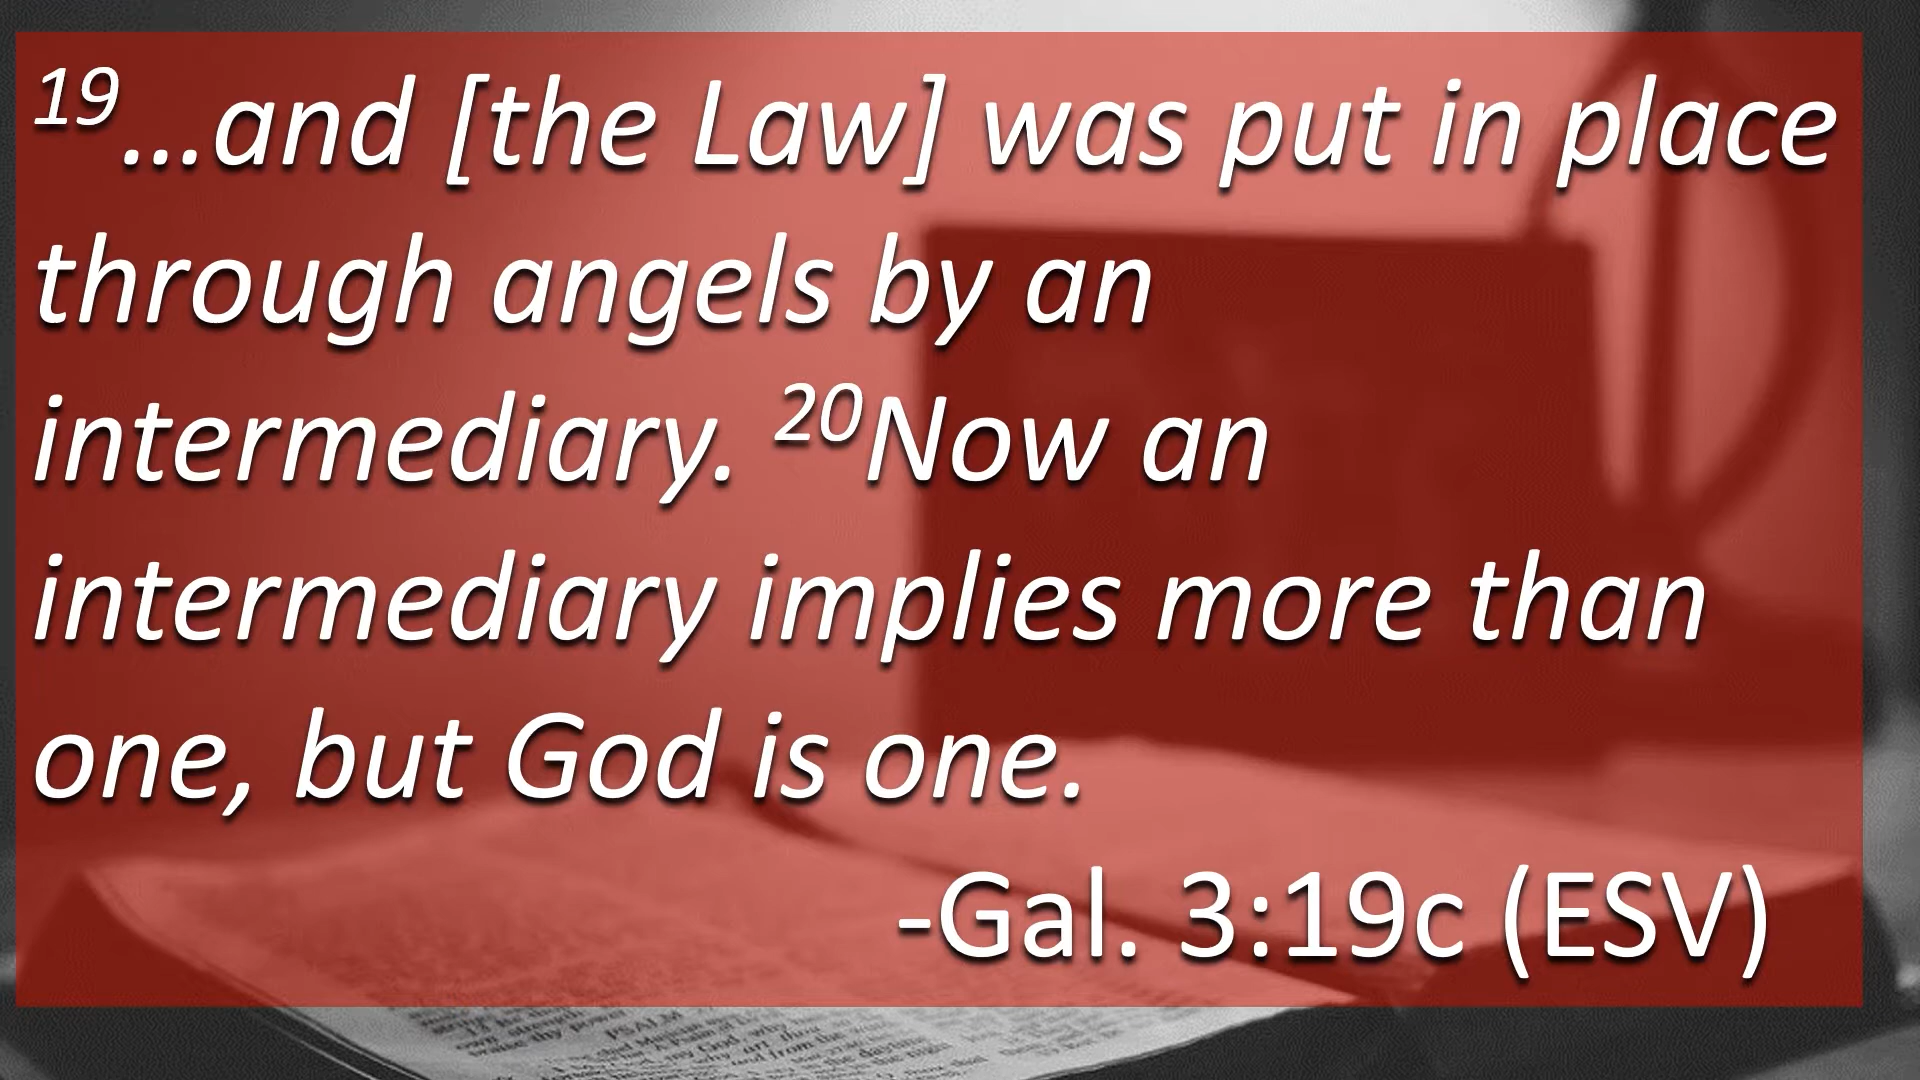 19…and [the Law] was put in place
through angels by an
intermediary. 20Now an
intermediary implies more than
one, but God is one.
-Gal. 3:19c (ESV)
PSALM